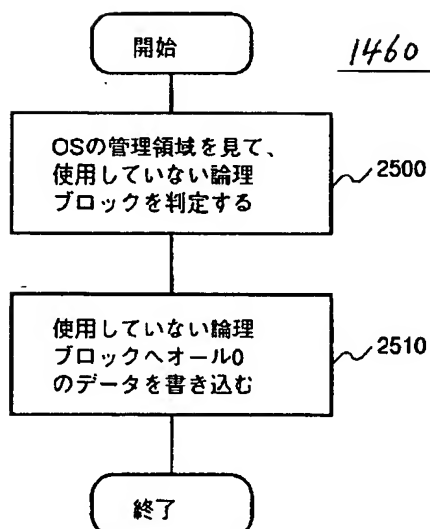 開始
1460
OSの管理領域を見て、
使用していない論理
ブロックを判定する
2500
使用していない論理
ブロックへオール0
のデータを書き込む
2510
終了